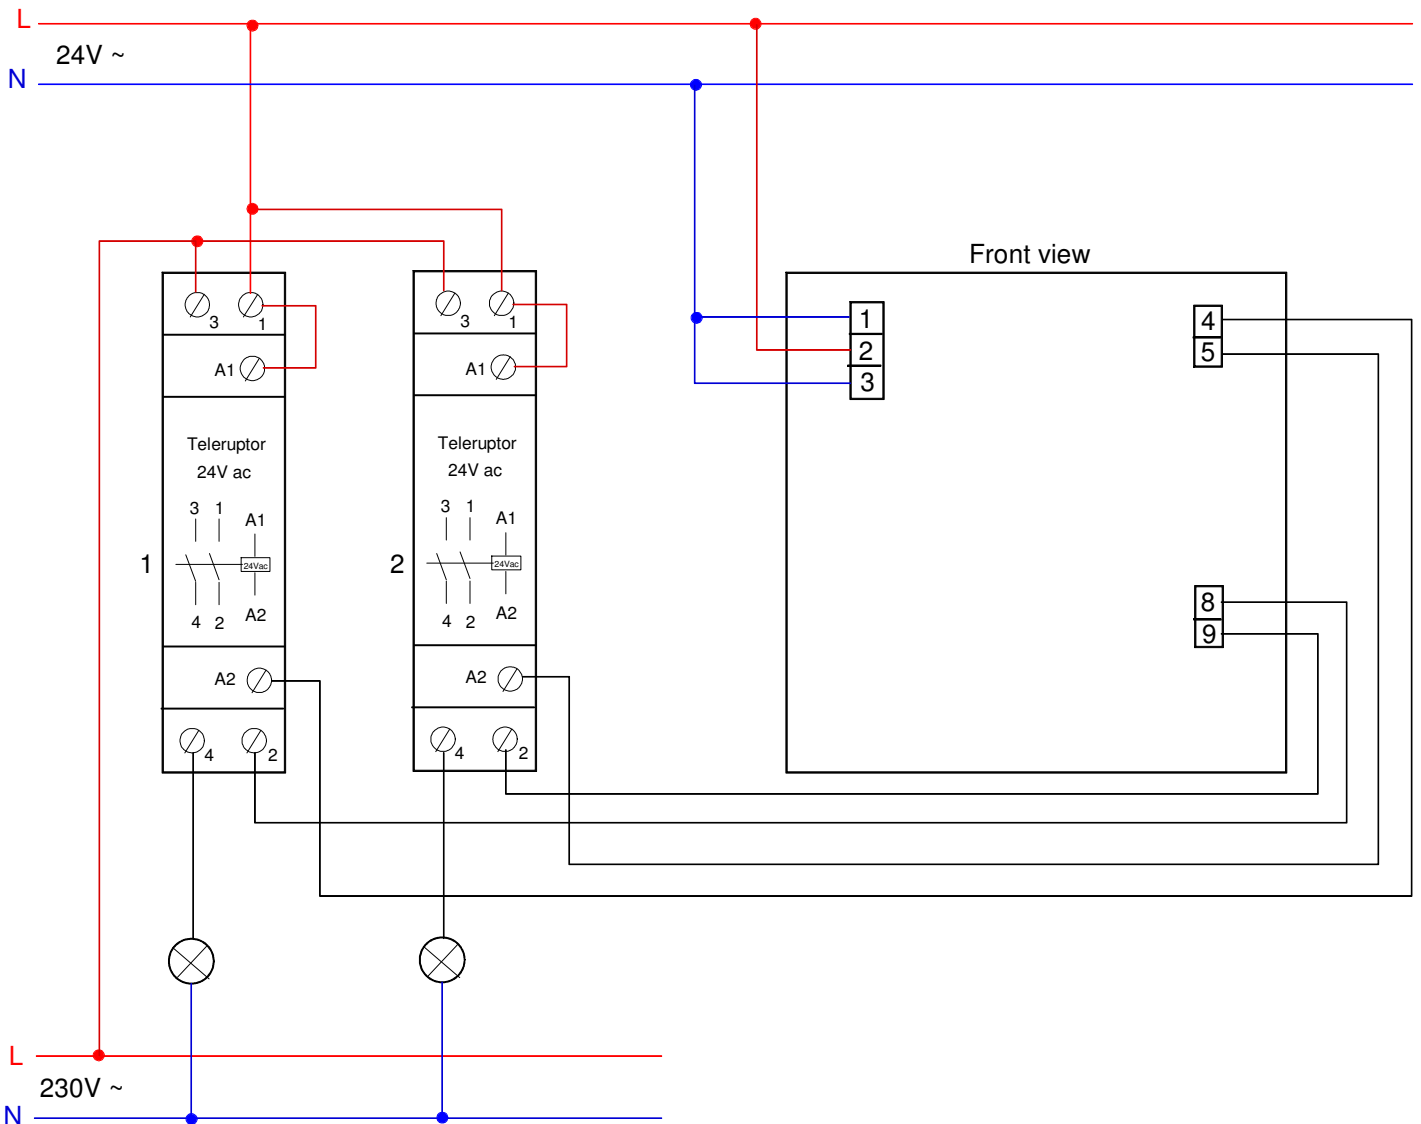 L
24V ~
N
Front view
3
1
3
1
1
2
3
4
5
A1
A1
Teleruptor
24V ac
Teleruptor
24V ac
3 1
A1
3 1
A1
1
24Vac
2
24Vac
4 2
A2
4 2
A2
8
9
A2
A2
4
2
4
2
L
230V ~
N